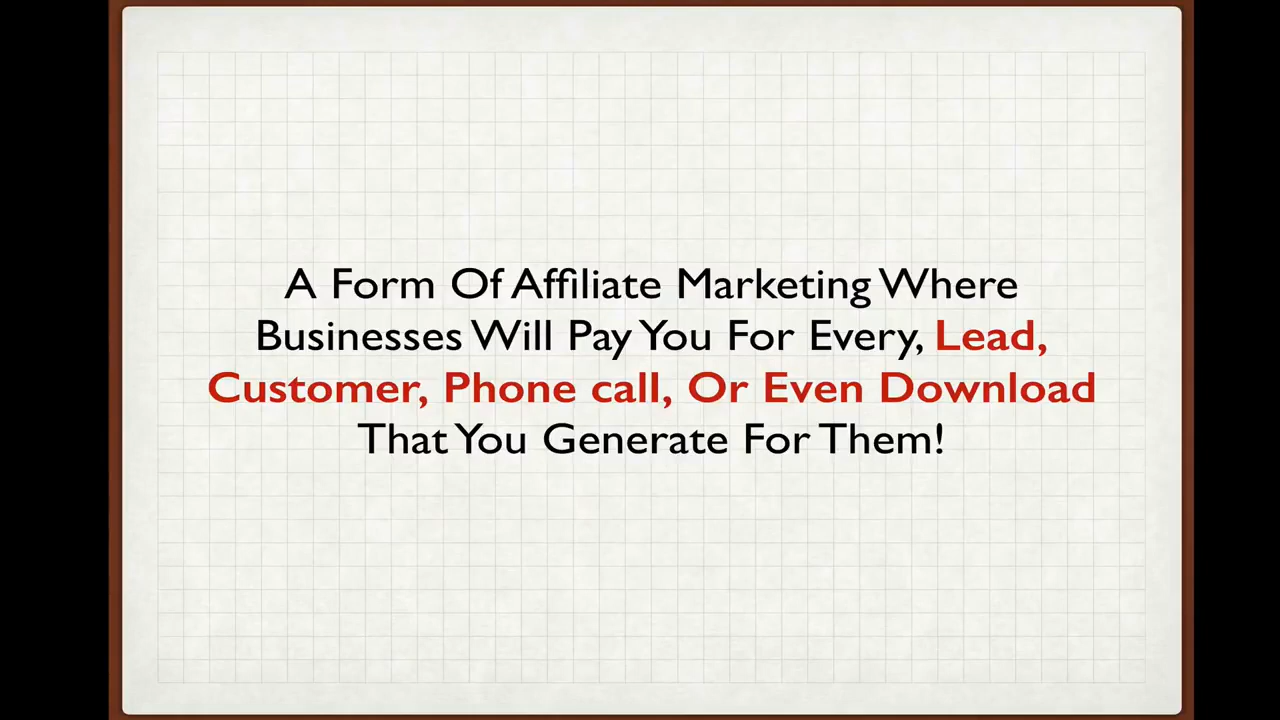 A Form Of Affiliate Marketing Where
Businesses Will Pay You For Every, Lead,
Customer, Phone call, Or Even Download
That You Generate For Them!